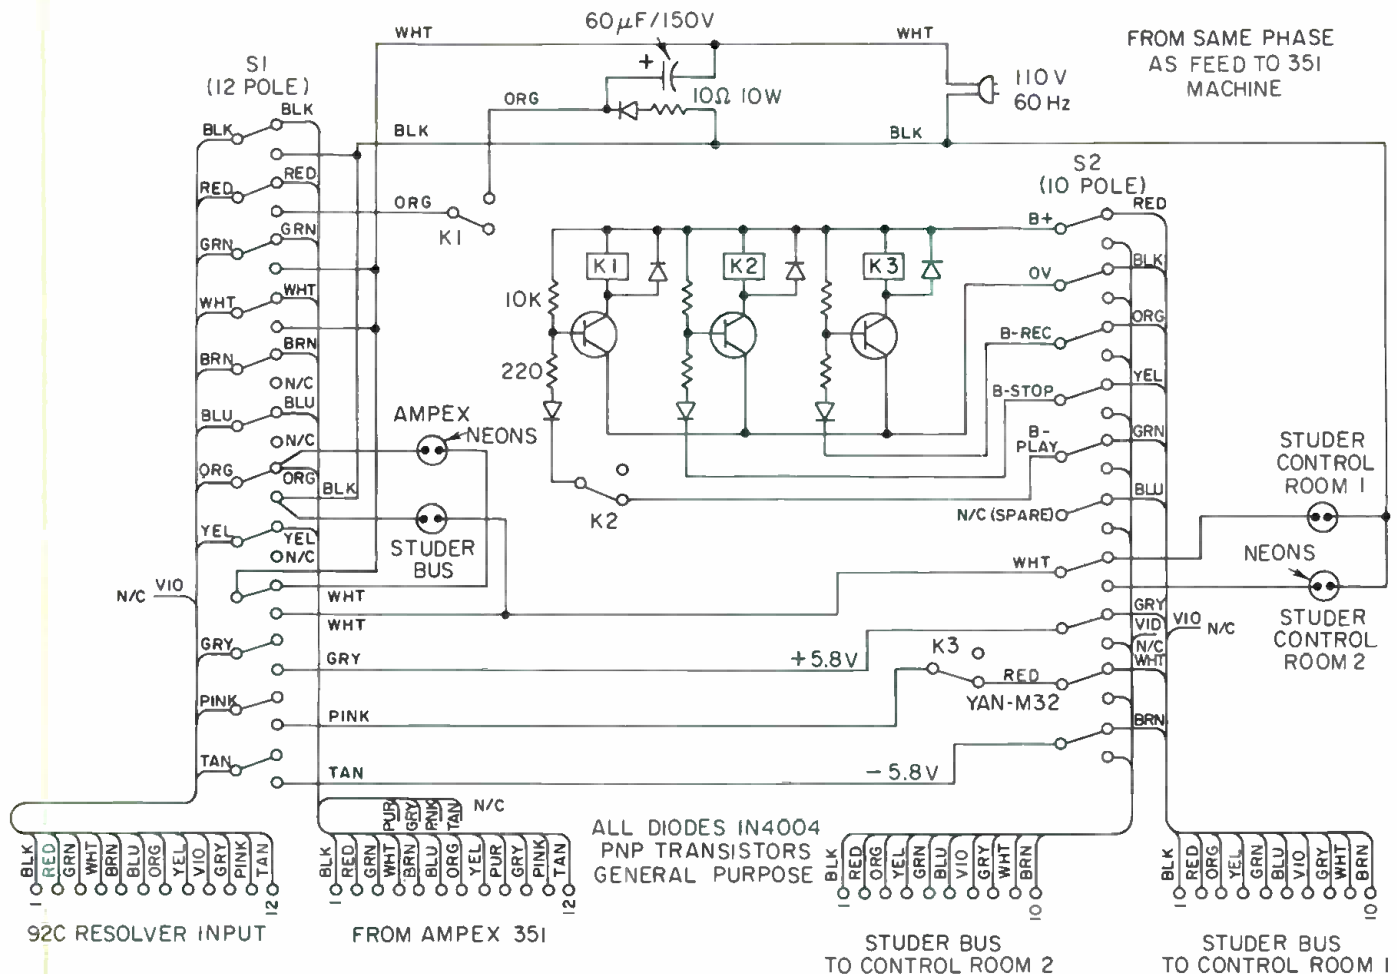 60µF/150V
WHT
WHT
FROM SAME PHASE
AS FEED TO 351
MACHINE
S1
(12 POLE)
+
110V
60Hz
10Ω 10W
ORG
BLK
BLK
BLK
BLK
S2
(10 POLE)
RED
RED
RED
ORG
K1
B+
GRN
GRN
K1
K2
K3
BLK
OV
WHT
WHT
10K
ORG
B-REC
BRN
BRN
220
N/C
YEL
B-STOP
BLU
BLU
AMPEX
NEONS
N/C
B-
PLAY
GRN
STUDER
CONTROL
ROOM 1
ORG
ORG
BLK
BLU
K2
N/C (SPARE)
YEL
YEL
STUDER
BUS
N/C
NEONS
WHT
N/C
VIO
WHT
GRY
STUDER
CONTROL
ROOM 2
WHT
VIO
N/C
VIO
N/C
GRY
GRY
+5.8V
K3
WHT
RED
YAN-M32
PINK
PINK
BRN
TAN
TAN
-5.8V
PUR
GRY
PNK
TAN
N/C
ALL DIODES IN4004
PNP TRANSISTORS
GENERAL PURPOSE
BLK RED GRN WHT BRN BLU ORG YEL VIO GRY PINK TAN
1 12
92C RESOLVER INPUT
BLK RED GRN WHT BRN BLU ORG YEL PUR GRY PINK TAN
1 12
FROM AMPEX 351
BLK RED ORG YEL GRN BLU VIO GRY WHT BRN
1 10
STUDER BUS
TO CONTROL ROOM 2
BLK RED ORG YEL GRN BLU VIO GRY WHT BRN
1 10
STUDER BUS
TO CONTROL ROOM 1